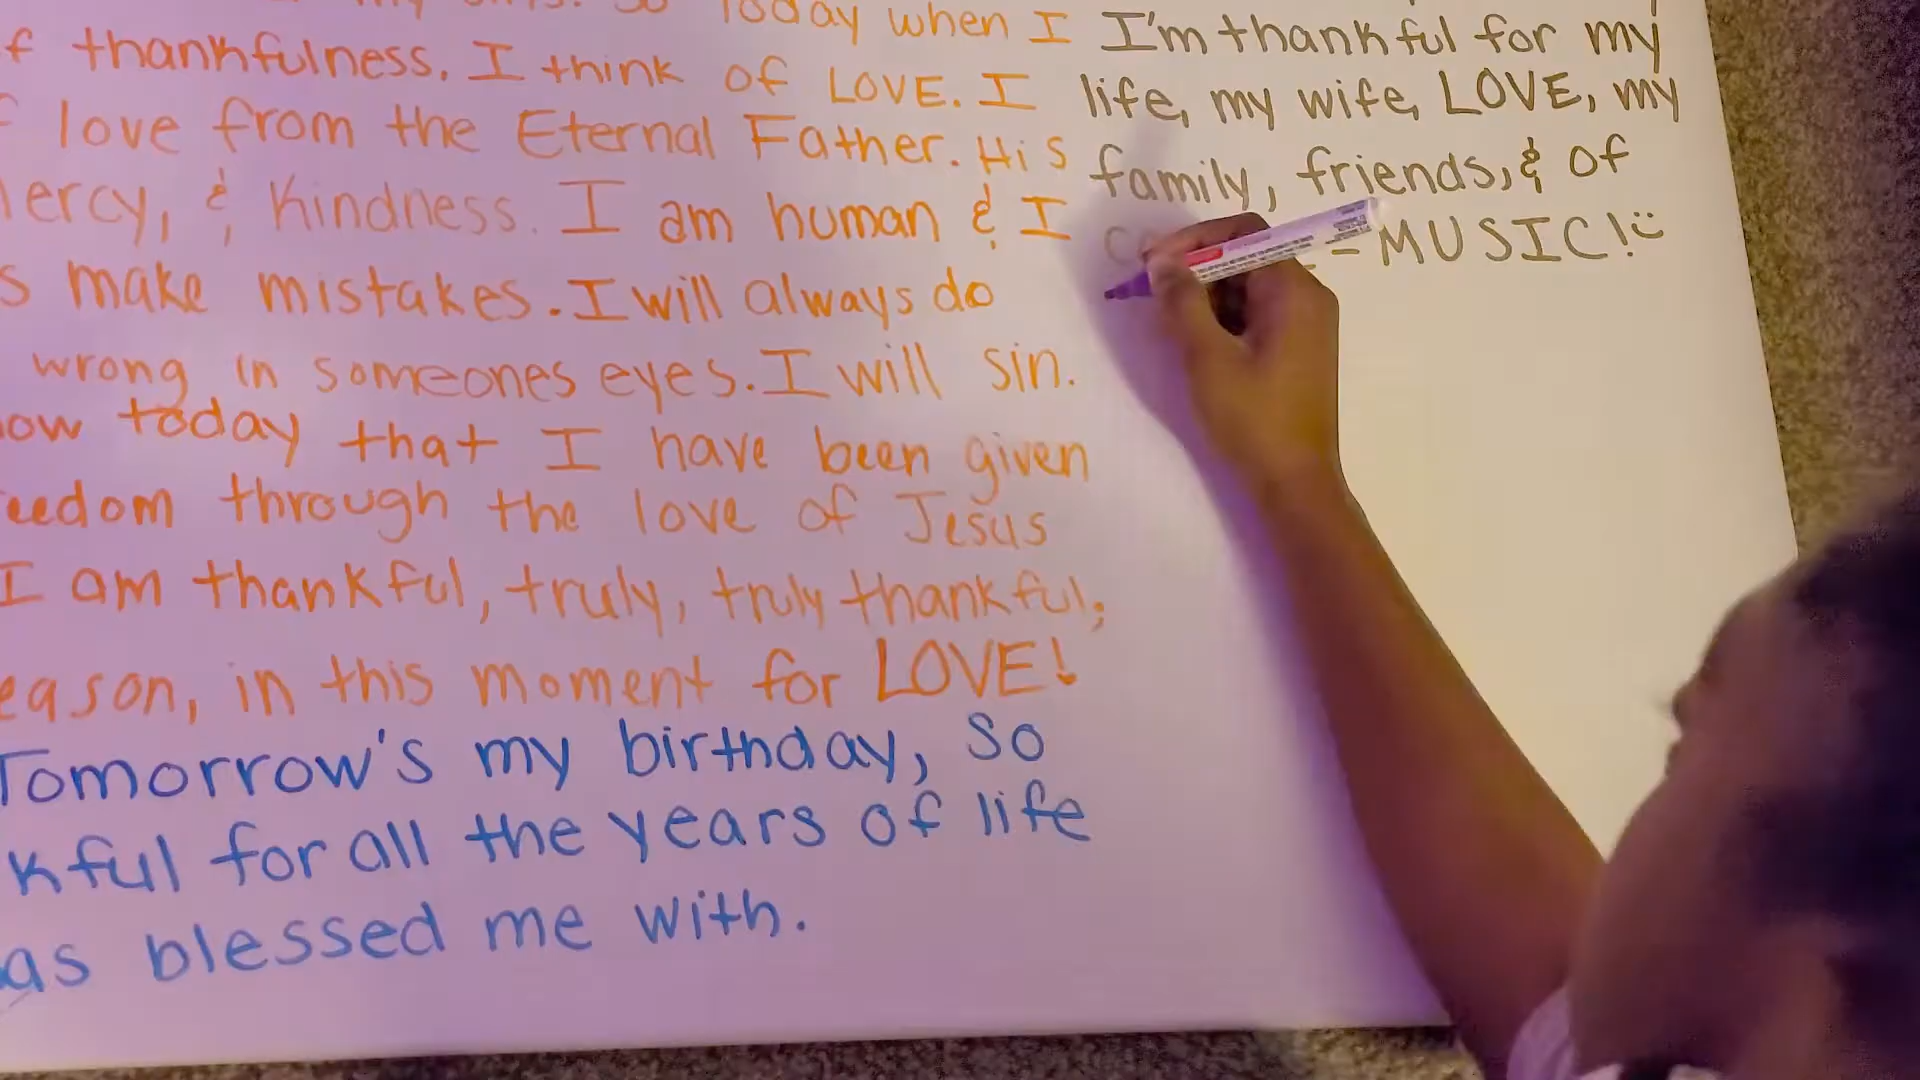 Today when I
thankfulness. I think of LOVE. I
love from the Eternal Father. His
& Kindness. I am human & I
make mistakes. I will always do
wrong in someones eyes. I will sin.
today that I have been given
through the love of Jesus
I am thankful, truly, truly thankful,
in this moment for LOVE!
Tomorrow's my birthday, so
for all the years of life
blessed me with.
I'm thankful for my
life, my wife, LOVE, my
family, friends, & of
MUSIC!